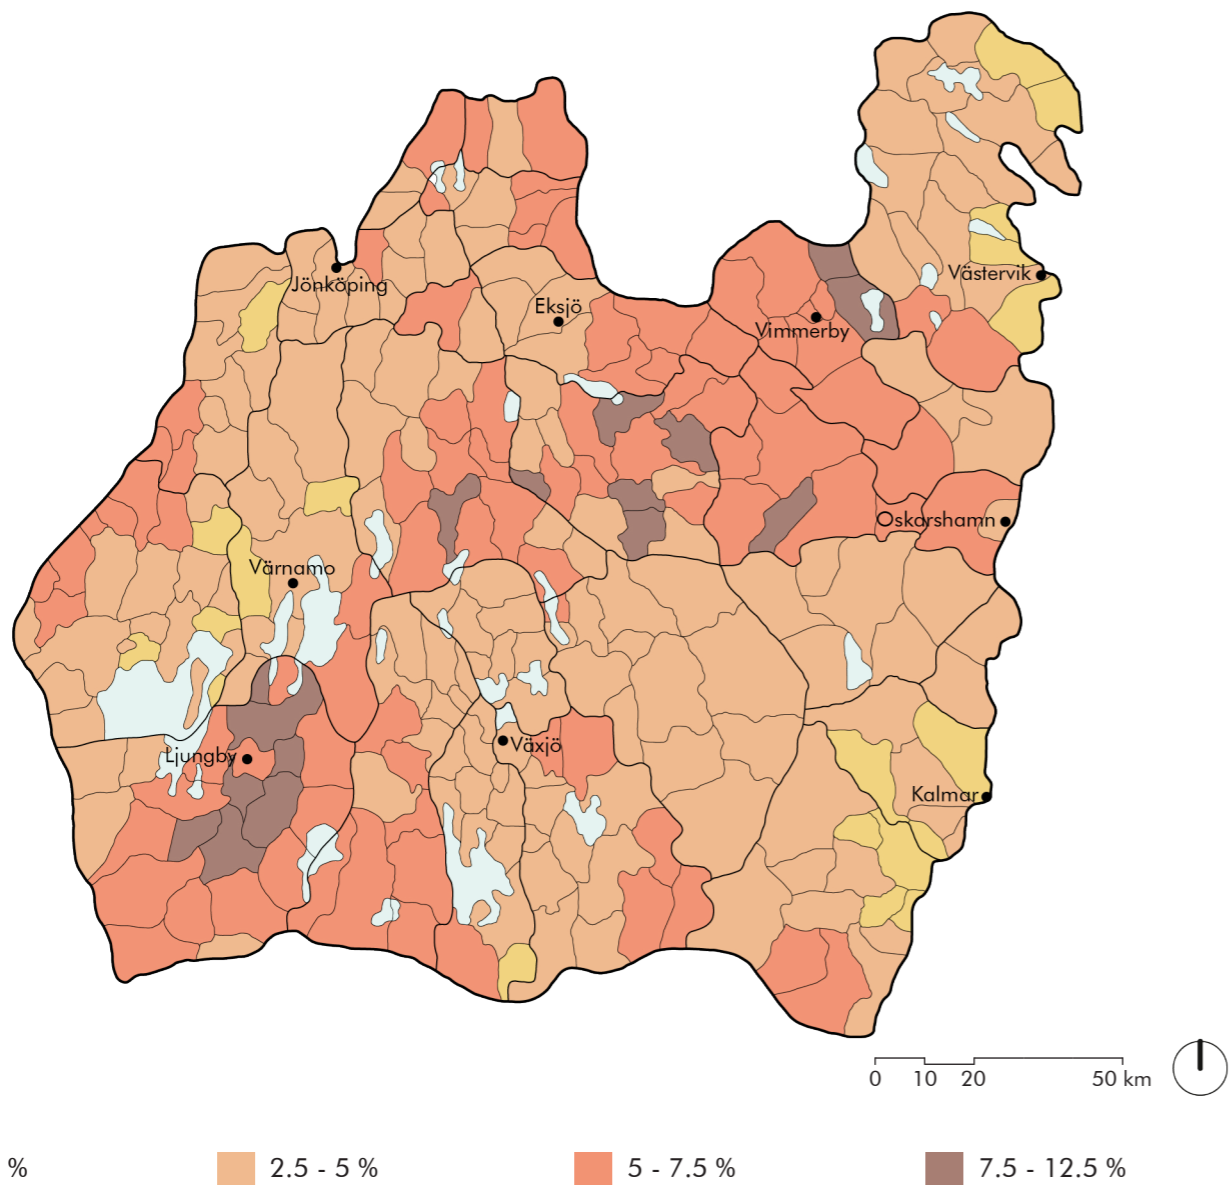 Jönköping
Eksjö
Västervik
Vimmerby
Oskarshamn
Värnamo
Växjö
Ljungby
Kalmar
0 10 20 50 km
% 2.5 - 5 % 5 - 7.5 % 7.5 - 12.5 %